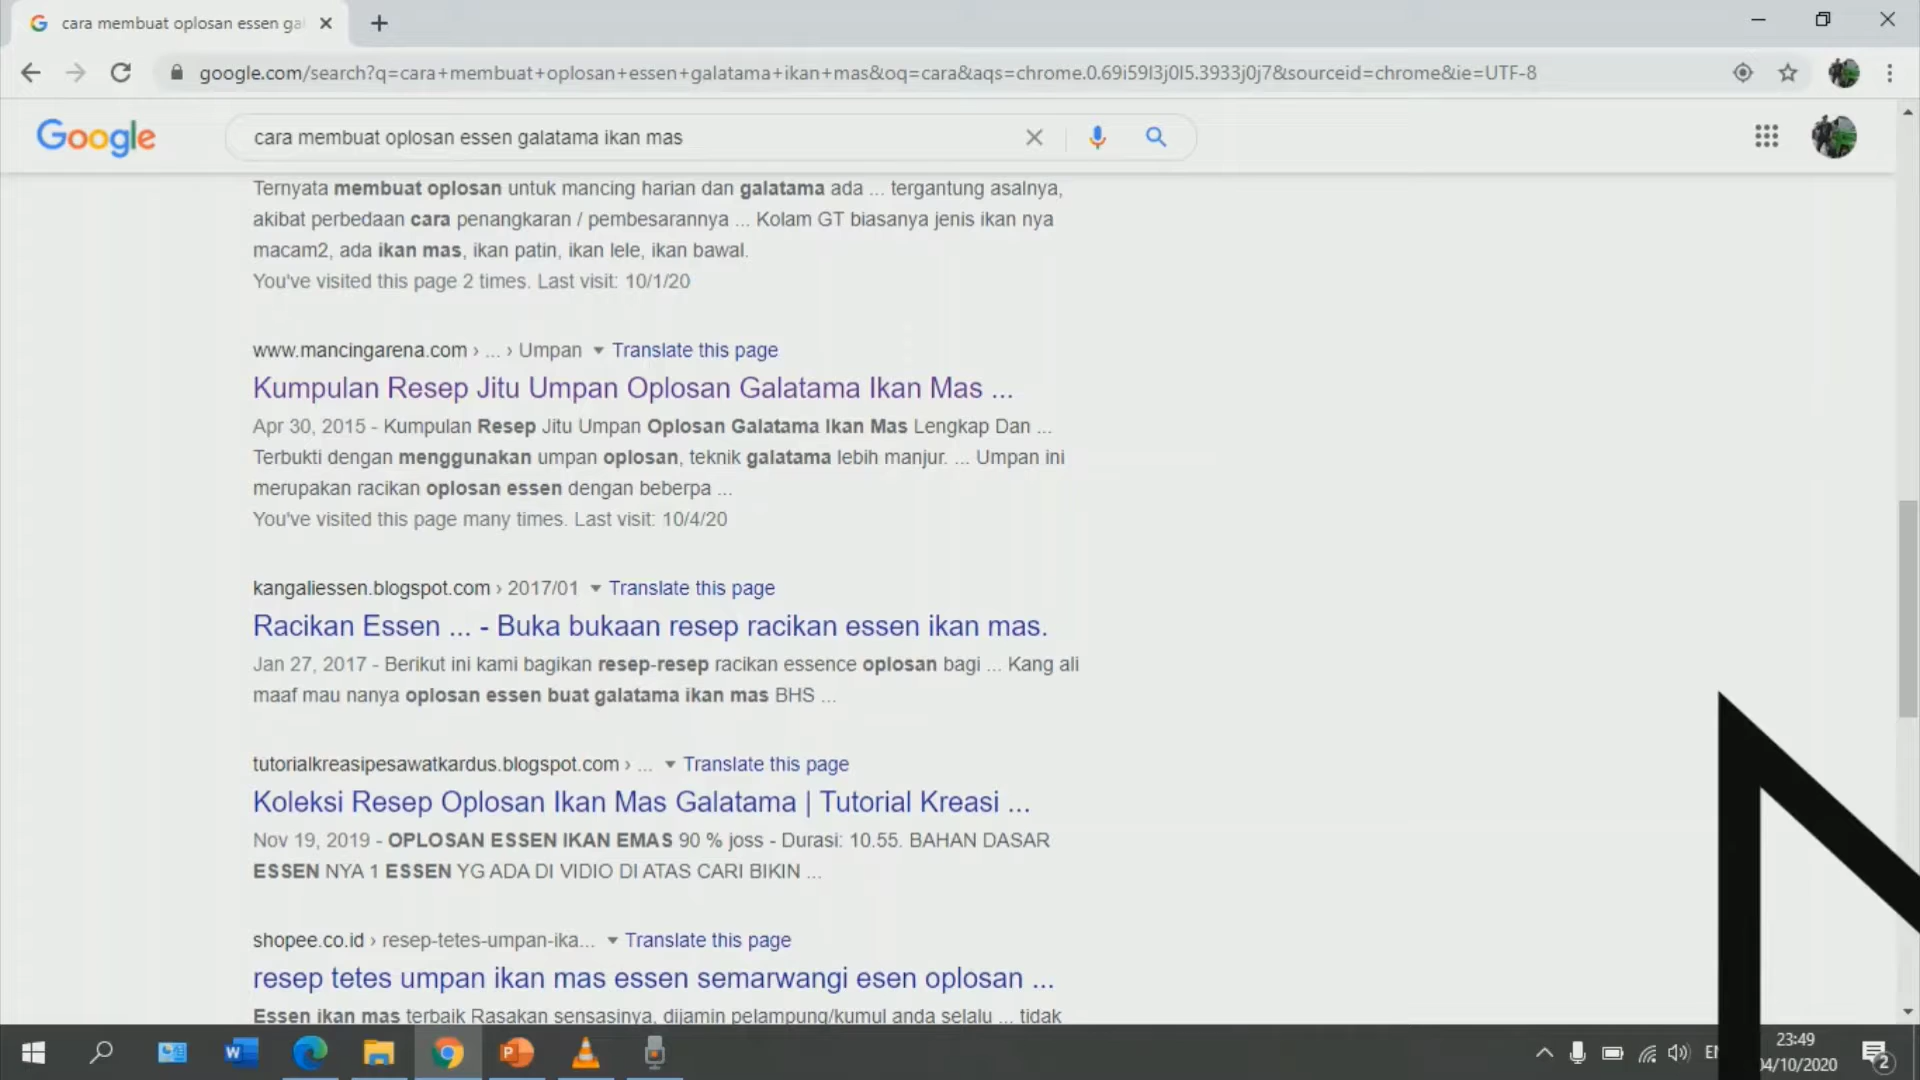 cara membuat oplosan essen ga
google.com/search?q=cara+membuat+oplosan+essen+galatama+ikan+mas&oq=cara&aqs=chrome.0.69i59l3j0l5.3933j0j7&sourceid=chrome&ie=UTF-8
Google
cara membuat oplosan essen galatama ikan mas
Ternyata membuat oplosan untuk mancing harian dan galatama ada ... tergantung asalnya,
akibat perbedaan cara penangkaran / pembesarannya ... Kolam GT biasanya jenis ikan nya
macam2, ada ikan mas, ikan patin, ikan lele, ikan bawal.
You've visited this page 2 times. Last visit: 10/1/20
www.mancingarena.com › ... › Umpan Translate this page
Kumpulan Resep Jitu Umpan Oplosan Galatama Ikan Mas ...
Apr 30, 2015 - Kumpulan Resep Jitu Umpan Oplosan Galatama Ikan Mas Lengkap Dan ...
Terbukti dengan menggunakan umpan oplosan, teknik galatama lebih manjur. ... Umpan ini
merupakan racikan oplosan essen dengan beberpa ...
You've visited this page many times. Last visit: 10/4/20
kangaliessen.blogspot.com › 2017/01 Translate this page
Racikan Essen ... - Buka bukaan resep racikan essen ikan mas.
Jan 27, 2017 - Berikut ini kami bagikan resep-resep racikan essence oplosan bagi ... Kang ali
maaf mau nanya oplosan essen buat galatama ikan mas BHS ...
tutorialkreasipesawatkardus.blogspot.com › ... Translate this page
Koleksi Resep Oplosan Ikan Mas Galatama | Tutorial Kreasi ...
Nov 19, 2019 - OPLOSAN ESSEN IKAN EMAS 90 % joss - Durasi: 10.55. BAHAN DASAR
ESSEN NYA 1 ESSEN YG ADA DI VIDIO DI ATAS CARI BIKIN ...
shopee.co.id › resep-tetes-umpan-ika... Translate this page
resep tetes umpan ikan mas essen semarwangi esen oplosan ...
Essen ikan mas terbaik Rasakan sensasinya, dijamin pelampung/kumul anda selalu ... tidak
23:49
04/10/2020
2